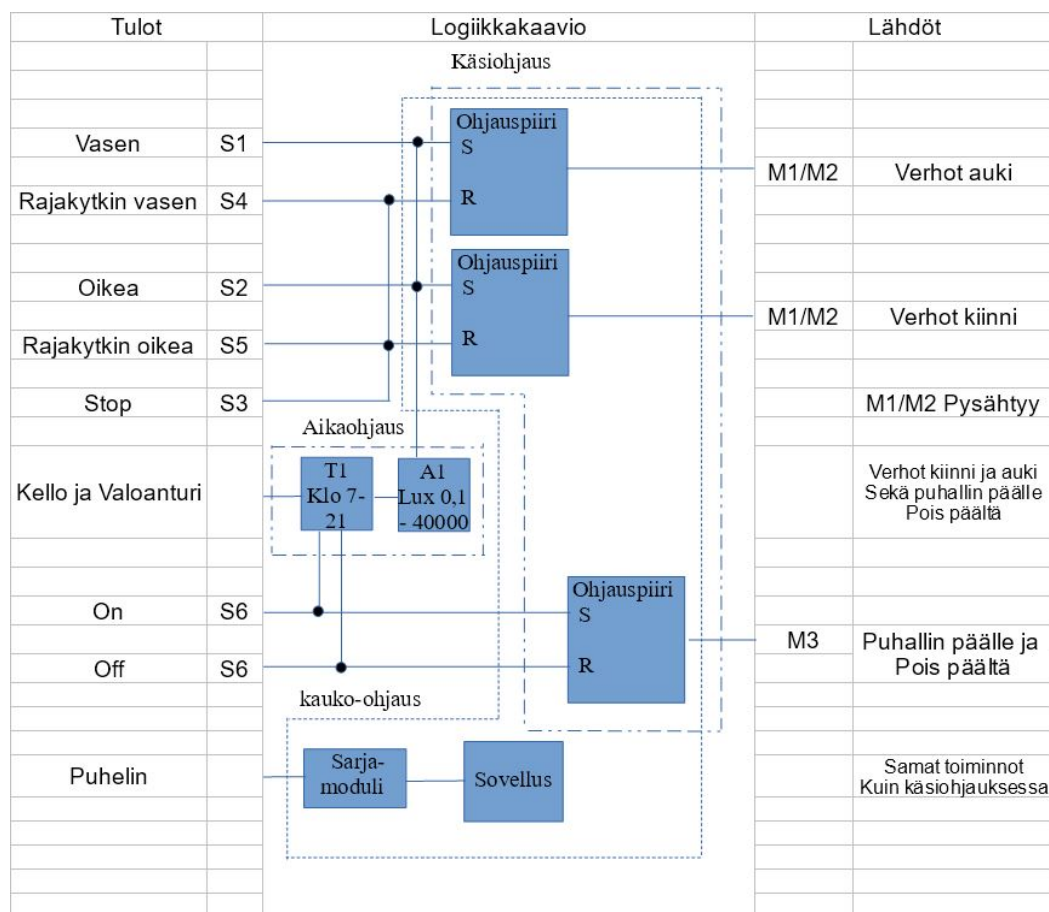 Tulot
Logiikkakaavio
Lähdöt
Käsiohjaus
Ohjauspiiri
Vasen S1
S
M1/M2 Verhot auki
Rajakytkin vasen S4
R
Ohjauspiiri
Oikea S2
S
M1/M2 Verhot kiinni
Rajakytkin oikea S5
R
Stop S3
M1/M2 Pysähtyy
Aikaohjaus
Kello ja Valoanturi
T1
Klo 7-
21
A1
Lux 0,1
- 40000
Verhot kiinni ja auki
Sekä puhallin päälle
Pois päältä
Ohjauspiiri
On S6
S
Off S6
R
M3
Puhallin päälle ja
Pois päältä
kauko-ohjaus
Puhelin
Sarja-
moduli
Sovellus
Samat toiminnot
Kuin käsiohjauksessa